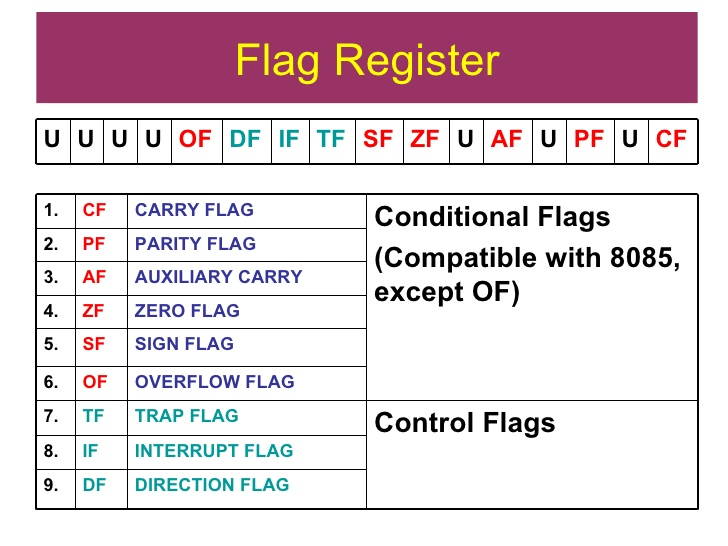 Flag Register
U U U U OF DF IF TF SF ZF U AF U PF U CF
1. CF CARRY FLAG
2. PF PARITY FLAG
3. AF AUXILIARY CARRY
4. ZF ZERO FLAG
5. SF SIGN FLAG
6. OF OVERFLOW FLAG
Conditional Flags
(Compatible with 8085,
except OF)
7. TF TRAP FLAG
8. IF INTERRUPT FLAG
9. DF DIRECTION FLAG
Control Flags